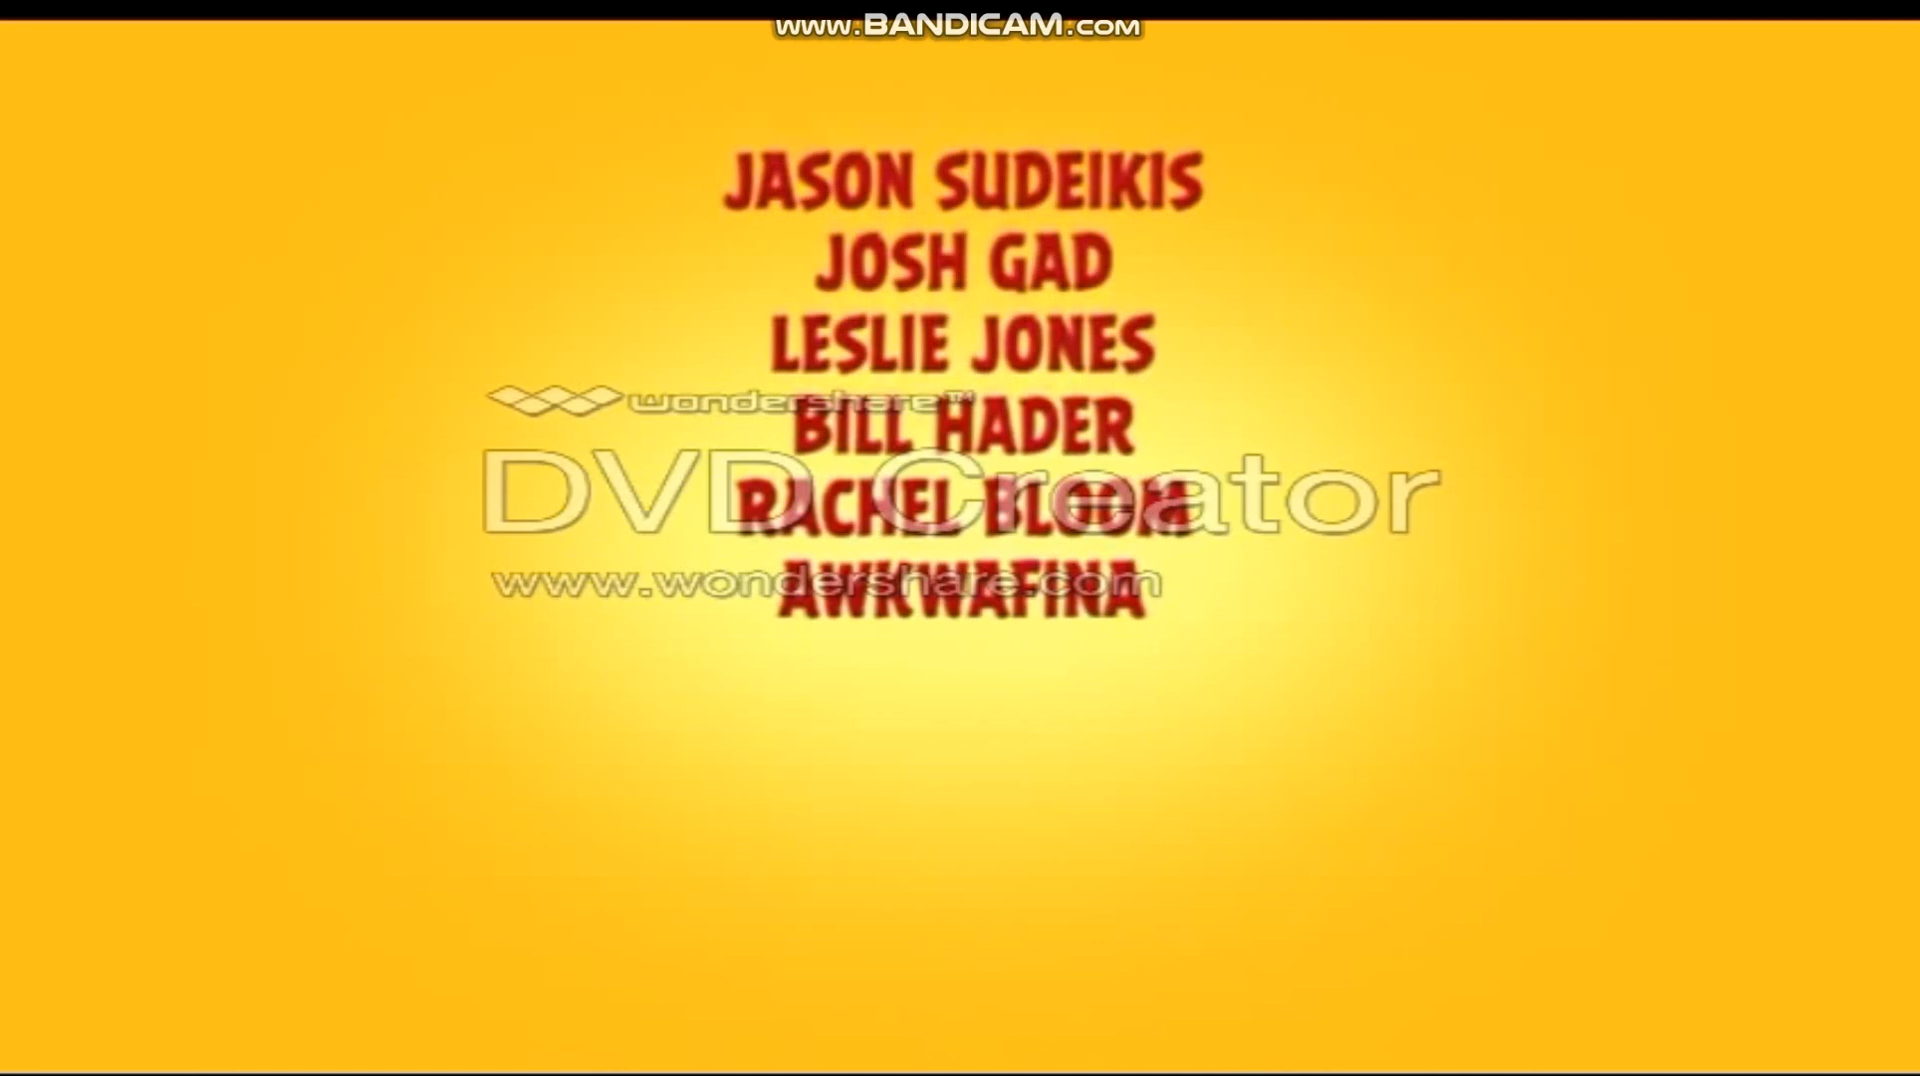 www.BANDICAM.com
JASON SUDEIKIS
JOSH GAD
LESLIE JONES
wondershare™
BILL HADER
DVD Creator
RACHEL BLOOM
www.wondershare.com
AWKWAFINA